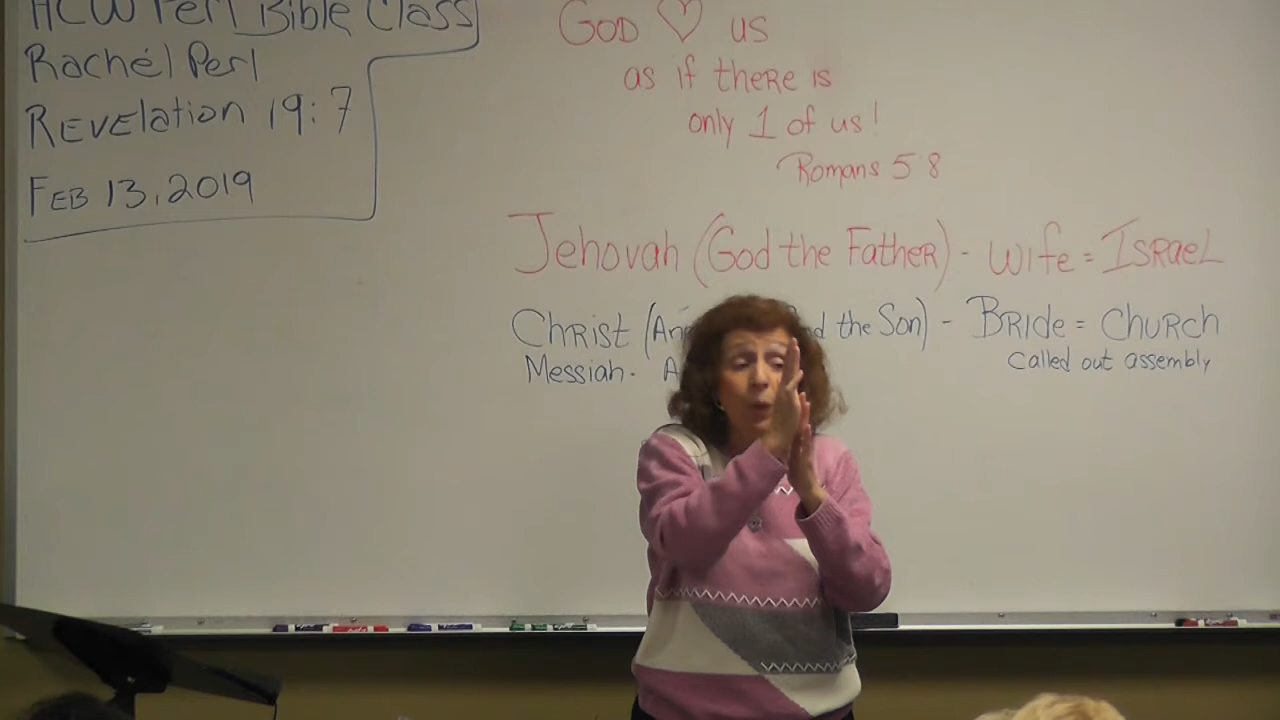 HCW Perl Bible Class
Rachel Perl
Revelation 19:7
Feb 13, 2019
God ♡ us
as if there is
only 1 of us!
Romans 5 8
Jehovah (God the Father) - Wife = Israel
Christ ( the Son) - Bride = Church
Messiah. called out assembly